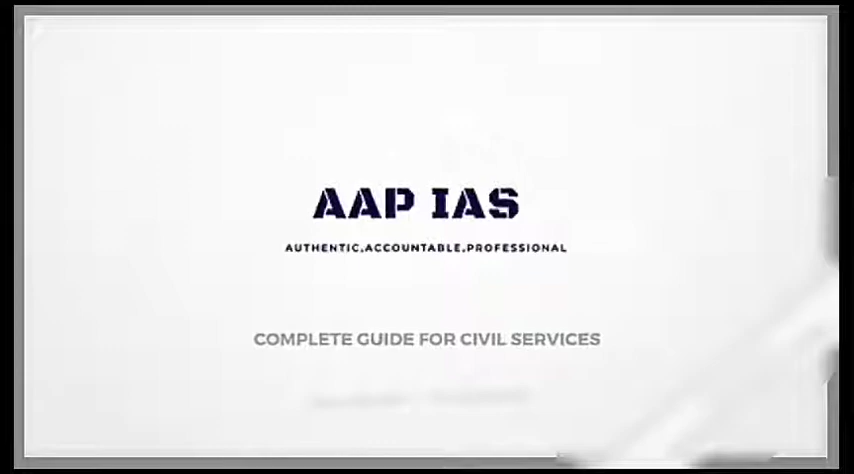 AAP IAS
AUTHENTIC,ACCOUNTABLE,PROFESSIONAL
COMPLETE GUIDE FOR CIVIL SERVICES